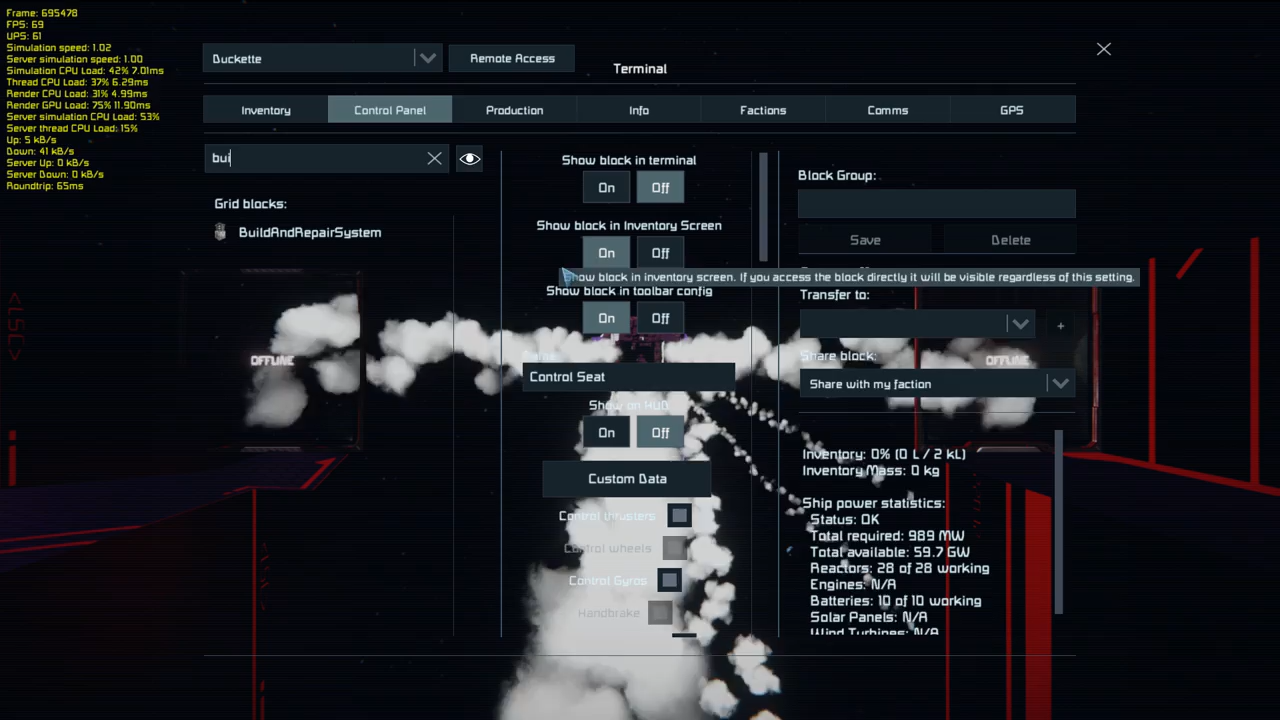 Frame: 695478
FPS: 69
UPS: 61
Simulation speed: 1.02
Server simulation speed: 1.00
Simulation CPU Load: 42% 7.01ms
Thread CPU Load: 37% 6.29ms
Render CPU Load: 31% 4.99ms
Render GPU Load: 75% 11.90ms
Server simulation CPU Load: 53%
Server thread CPU Load: 15%
Up: 5 kB/s
Down: 41 kB/s
Server Up: 0 kB/s
Server Down: 0 kB/s
Roundtrip: 65ms
Duckette
Remote Access
Terminal
Inventory
Control Panel
Production
Info
Factions
Comms
GPS
bui
Grid blocks:
BuildAndRepairSystem
OFFLINE
Show block in terminal
On
Off
Show block in Inventory Screen
On
Off
Show block in inventory screen. If you access the block directly it will be visible regardless of this setting.
Show block in toolbar config
On
Off
Name:
Control Seat
Show on HUD
On
Off
Custom Data
Control thrusters
Control wheels
Control Gyros
Handbrake
Block Group:
Save
Delete
Transfer to:
+
Share block:
OFFLINE
Share with my faction
Inventory: 0% (0 L / 2 kL)
Inventory Mass: 0 kg
Ship power statistics:
Status: OK
Total required: 989 MW
Total available: 59.7 GW
Reactors: 28 of 28 working
Engines: N/A
Batteries: 10 of 10 working
Solar Panels: N/A
Wind Turbines: N/A